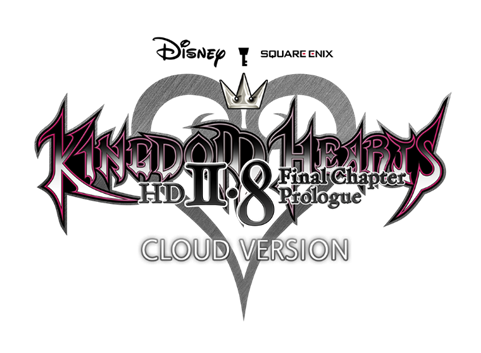 Disney SQUARE ENIX
KINGDOM HEARTS
HD II·8 Final Chapter
Prologue
CLOUD VERSION